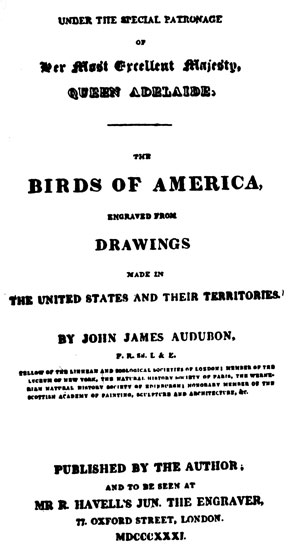 UNDER THE SPECIAL PATRONAGE
OF
Her Most Excellent Majesty,
QUEEN ADELAIDE,
THE
BIRDS OF AMERICA,
ENGRAVED FROM
DRAWINGS
MADE IN
THE UNITED STATES AND THEIR TERRITORIES.
BY JOHN JAMES AUDUBON,
F. R. Ss. L & E.
FELLOW OF THE LINNEAN AND ZOOLOGICAL SOCIETIES OF LONDON; MEMBER OF THE
LYCEUM OF NEW YORK, THE NATURAL HISTORY SOCIETY OF PARIS, THE WERNE-
RIAN NATURAL HISTORY SOCIETY OF EDINBURGH; HONORARY MEMBER OF THE
SCOTTISH ACADEMY OF PAINTING, SCULPTURE AND ARCHITECTURE, &c.
PUBLISHED BY THE AUTHOR;
AND TO BE SEEN AT
MR R. HAVELL'S JUN. THE ENGRAVER,
77. OXFORD STREET, LONDON.
MDCCCXXXI.